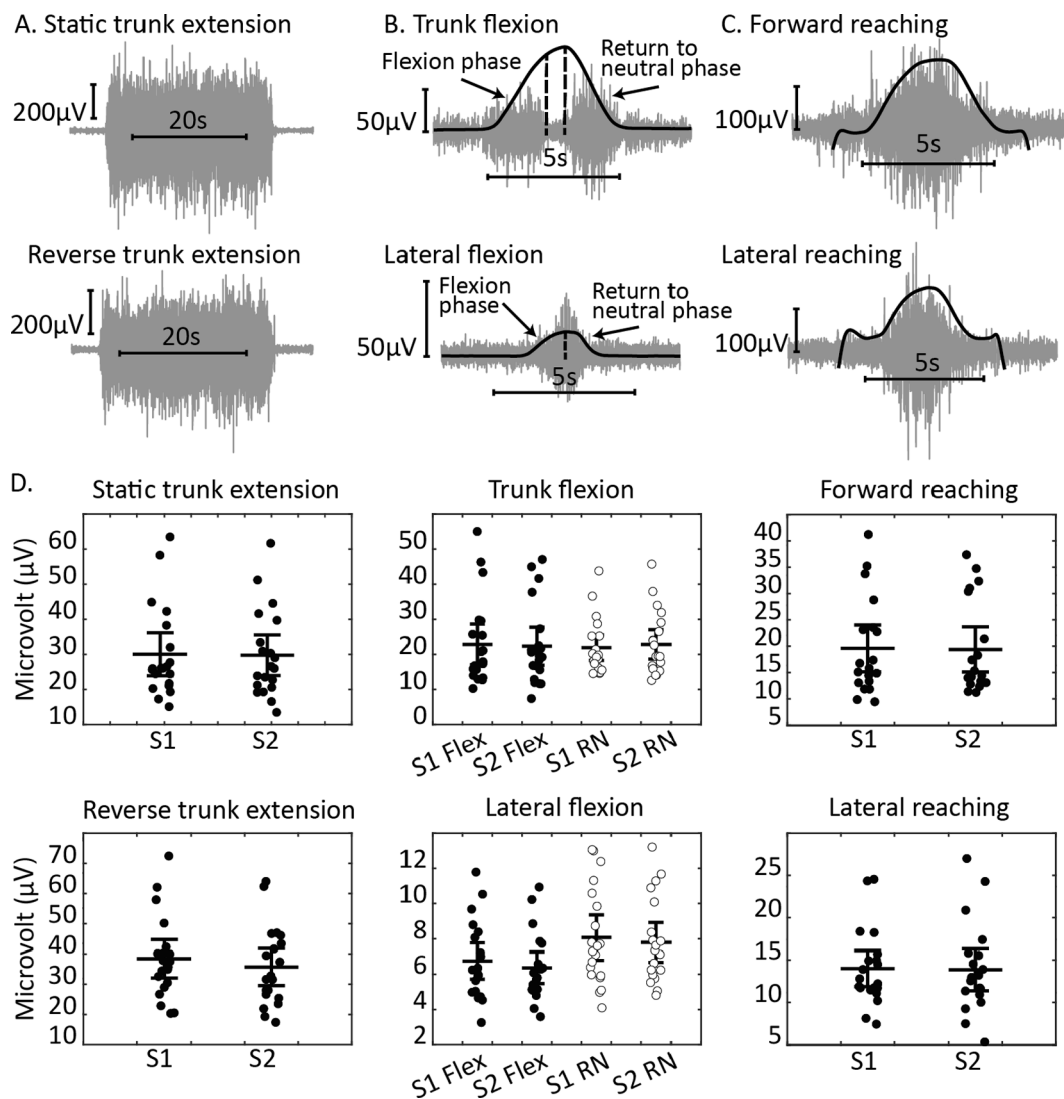 A. Static trunk extension
200µV
20s
Reverse trunk extension
200µV
20s
B. Trunk flexion
Flexion phase
Return to
neutral phase
50µV
5s
Lateral flexion
Flexion
phase
Return to
neutral phase
50µV
5s
C. Forward reaching
100µV
5s
Lateral reaching
100µV
5s
D.
Static trunk extension
Microvolt (µV)
60
50
40
30
20
10
S1 S2
Trunk flexion
50
40
30
20
10
0
S1 Flex S2 Flex S1 RN S2 RN
Forward reaching
40
35
30
25
20
15
10
5
S1 S2
Reverse trunk extension
Microvolt (µV)
70
60
50
40
30
20
10
S1 S2
Lateral flexion
12
10
8
6
4
2
S1 Flex S2 Flex S1 RN S2 RN
Lateral reaching
25
20
15
10
5
S1 S2